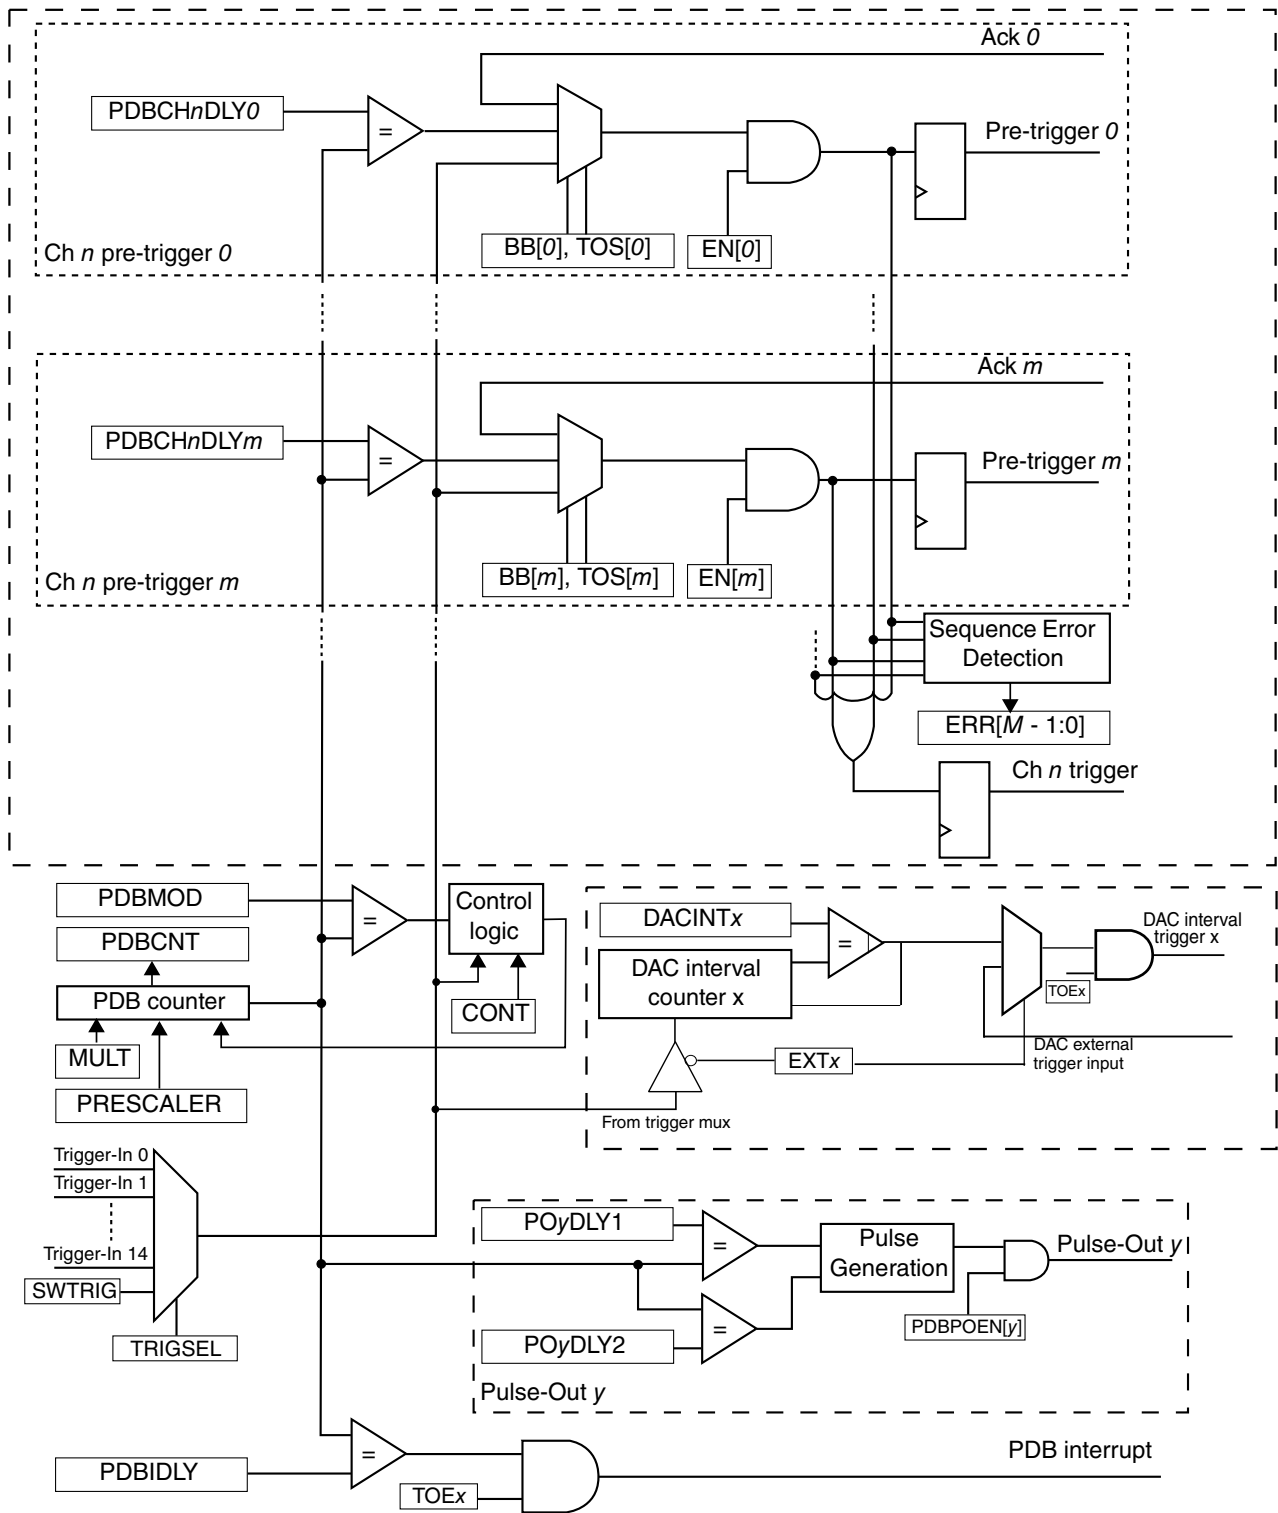 Ack 0
PDBCHnDLY0
=
Pre-trigger 0
BB[0], TOS[0]
EN[0]
Ch n pre-trigger 0
Ack m
PDBCHnDLYm
=
Pre-trigger m
BB[m], TOS[m]
EN[m]
Ch n pre-trigger m
Sequence Error
Detection
ERR[M - 1:0]
Ch n trigger
PDBMOD
=
Control
logic
PDBCNT
PDB counter
CONT
MULT
PRESCALER
DACINTx
=
DAC interval
counter x
DAC interval
trigger x
TOEx
DAC external
trigger input
EXTx
From trigger mux
Trigger-In 0
Trigger-In 1
Trigger-In 14
SWTRIG
TRIGSEL
POyDLY1
=
Pulse
Generation
Pulse-Out y
PDBPOEN[y]
POyDLY2
=
Pulse-Out y
=
PDB interrupt
PDBIDLY
TOEx